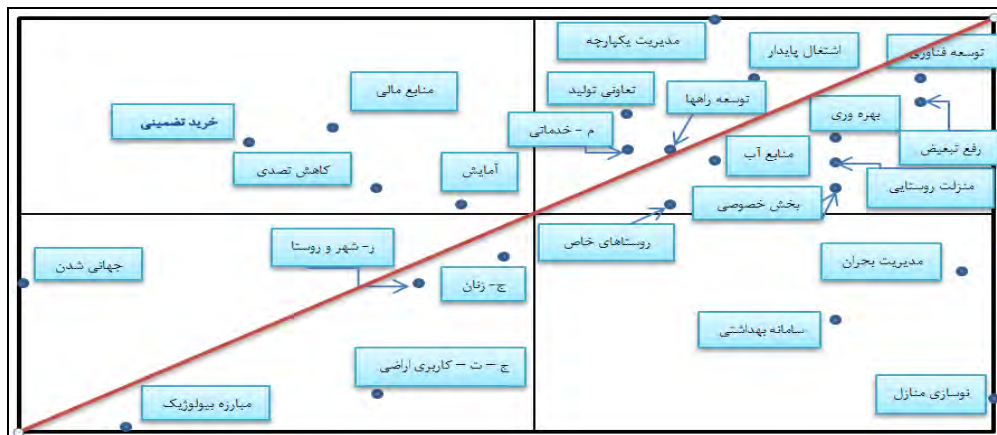 مدیریت یکپارچه
اشتغال پایدار
توسعه فناوری
منابع مالی
تعاونی تولید
توسعه راهها
خرید تضمینی
م - خدماتی
بهره وری
رفع تبعیض
کاهش تصدی
آمایش
منابع آب
منزلت روستایی
بخش خصوصی
ر- شهر و روستا
روستاهای خاص
جهانی شدن
ج- زنان
مدیریت بحران
سامانه بهداشتی
ج – ت – کاربری اراضی
مبارزه بیولوژیک
نوسازی منازل